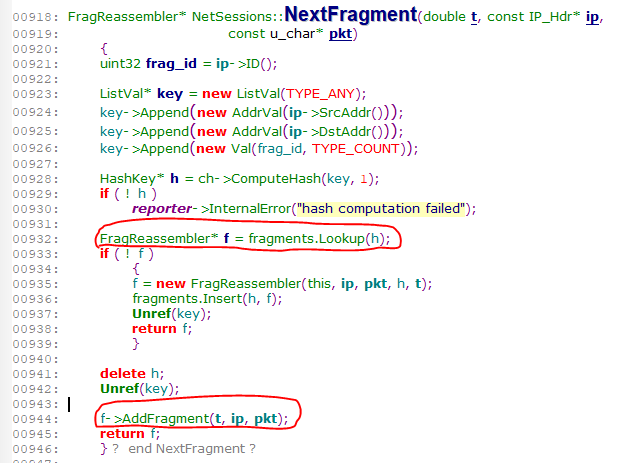 00918: FragReassembler* NetSessions::NextFragment(double t, const IP_Hdr* ip,
00919: const u_char* pkt)
00920: {
00921: uint32 frag_id = ip->ID();
00922:
00923: ListVal* key = new ListVal(TYPE_ANY);
00924: key->Append(new AddrVal(ip->SrcAddr()));
00925: key->Append(new AddrVal(ip->DstAddr()));
00926: key->Append(new Val(frag_id, TYPE_COUNT));
00927:
00928: HashKey* h = ch->ComputeHash(key, 1);
00929: if ( ! h )
00930: reporter->InternalError("hash computation failed");
00931:
00932: FragReassembler* f = fragments.Lookup(h);
00933: if ( ! f )
00934: {
00935: f = new FragReassembler(this, ip, pkt, h, t);
00936: fragments.Insert(h, f);
00937: Unref(key);
00938: return f;
00939: }
00940:
00941: delete h;
00942: Unref(key);
00943:
00944: f->AddFragment(t, ip, pkt);
00945: return f;
00946: } ? end NextFragment ?